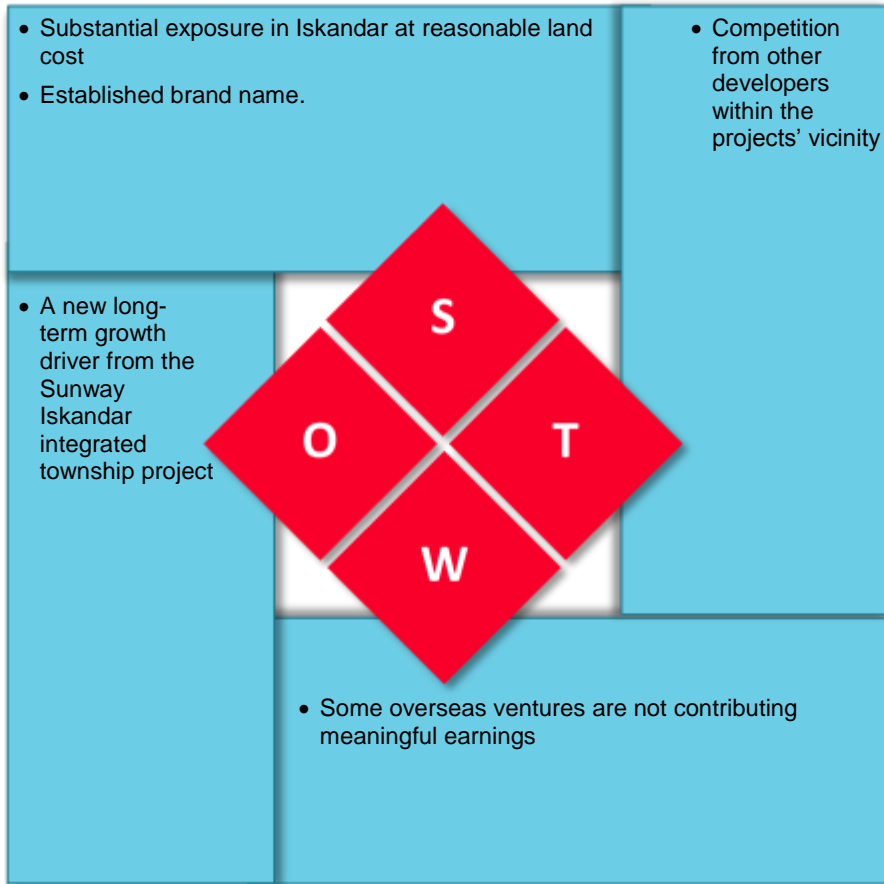 • Substantial exposure in Iskandar at reasonable land
cost
• Established brand name.
• Competition
from other
developers
within the
projects’ vicinity
• A new long-
term growth
driver from the
Sunway
Iskandar
integrated
township project
S
O
T
W
• Some overseas ventures are not contributing
meaningful earnings